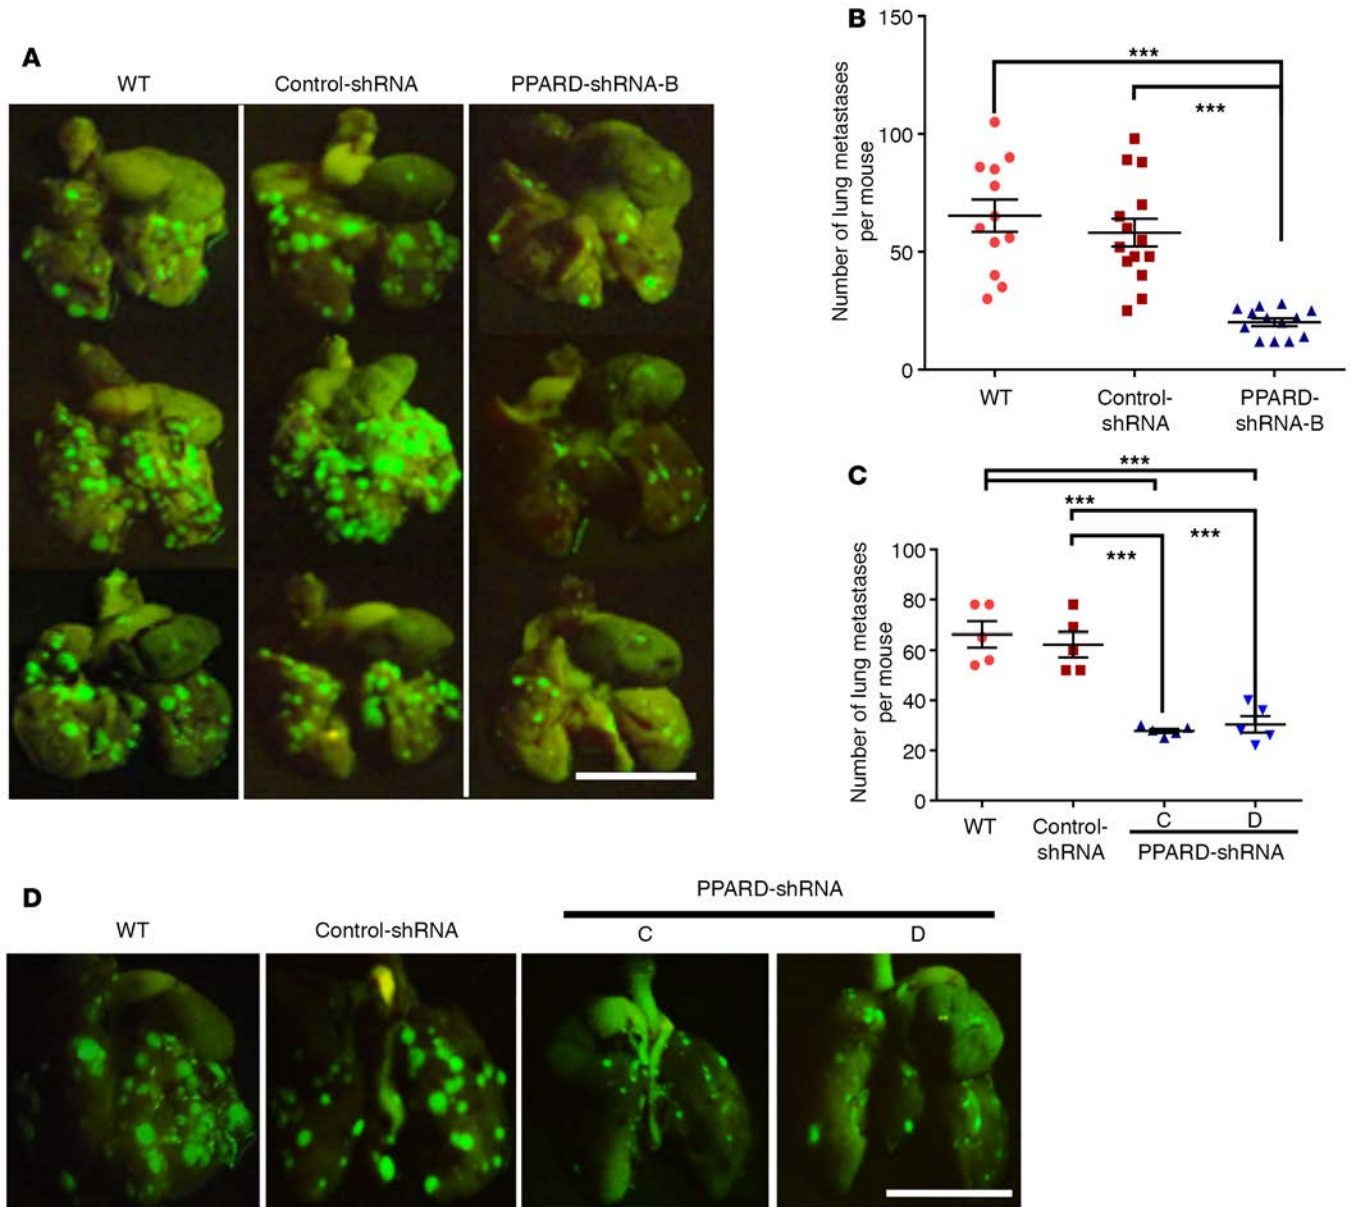 A
WT
Control-shRNA
PPARD-shRNA-B
B
Number of lung metastases
per mouse
150
100
50
0
***
***
WT
Control-
shRNA
PPARD-
shRNA-B
C
Number of lung metastases
per mouse
100
80
60
40
20
0
***
***
***
***
WT
Control-
shRNA
C
D
PPARD-shRNA
D
PPARD-shRNA
WT
Control-shRNA
C
D